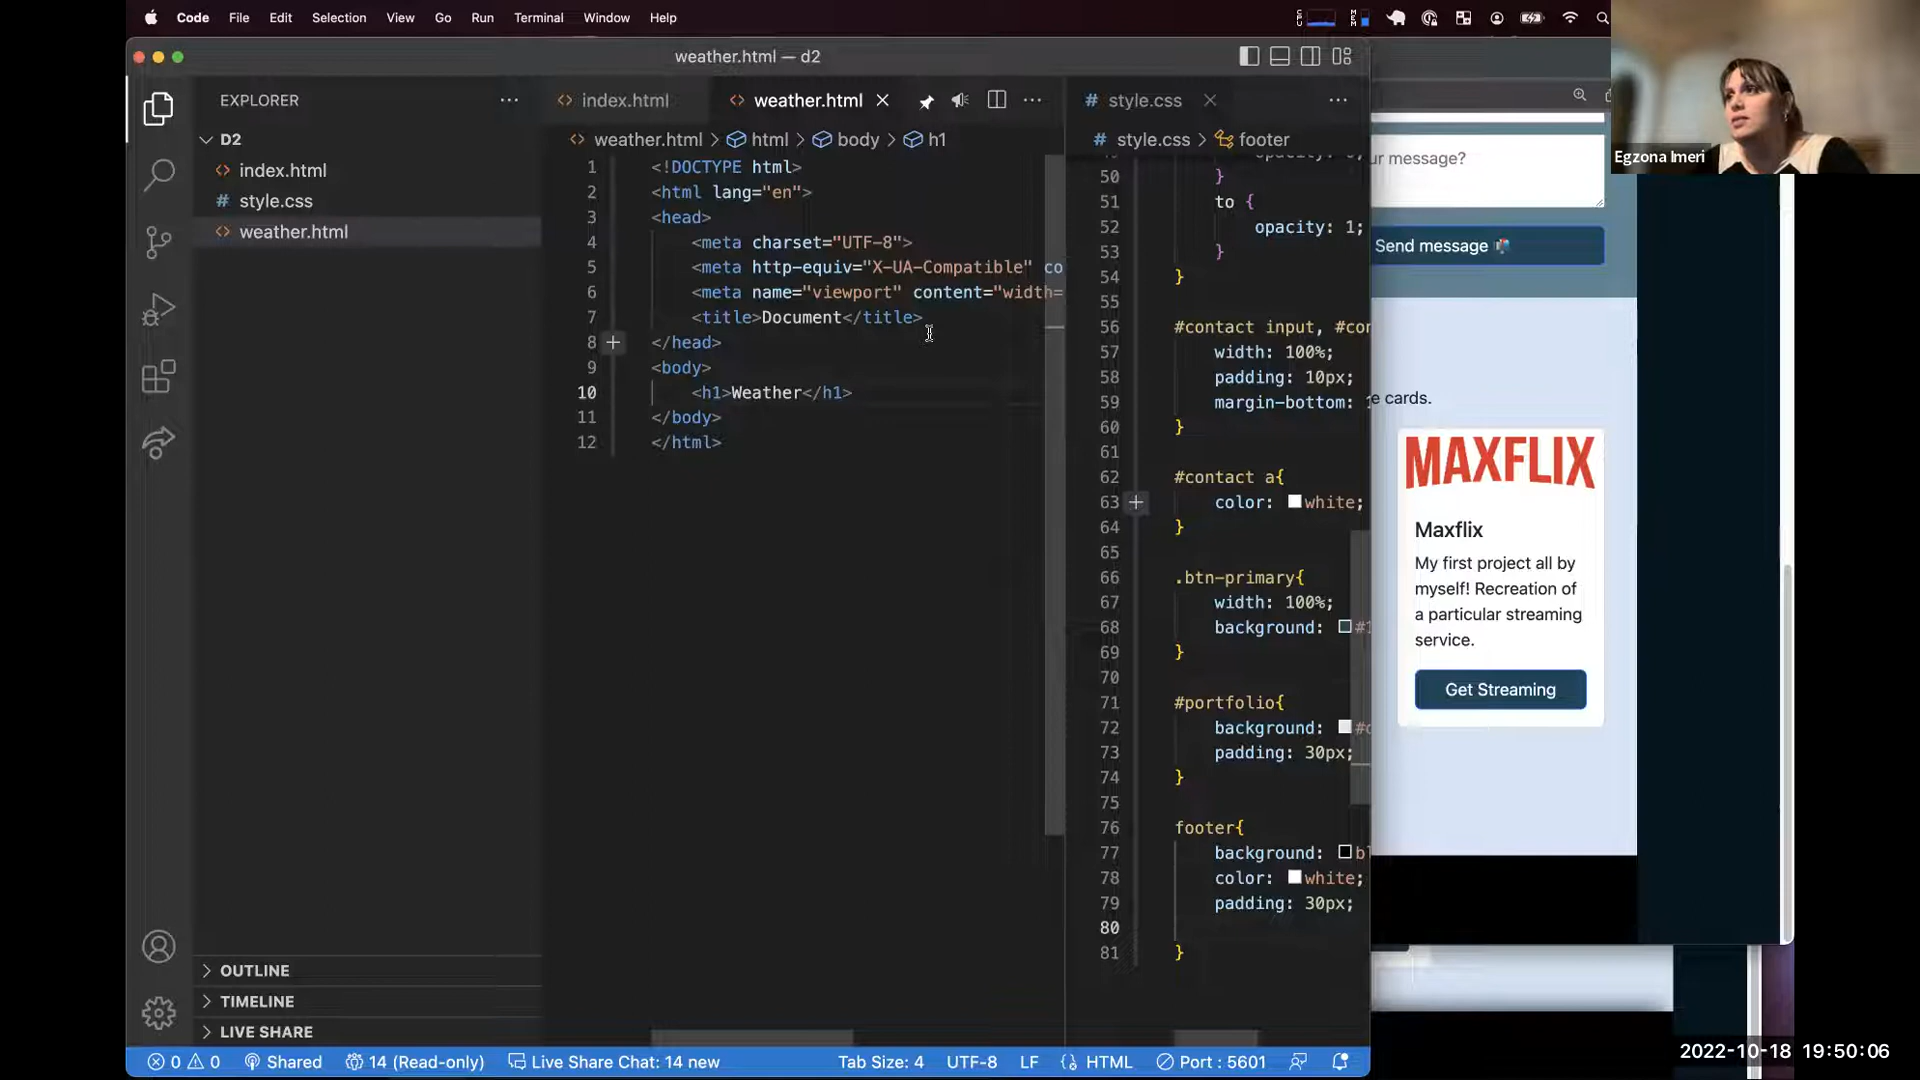 Code File Edit Selection View Go Run Terminal Window Help
weather.html — d2
EXPLORER
D2
index.html
style.css
weather.html
OUTLINE
TIMELINE
LIVE SHARE
index.html
weather.html
weather.html > html > body > h1
1 <!DOCTYPE html>
2 <html lang="en">
3 <head>
4 <meta charset="UTF-8">
5 <meta http-equiv="X-UA-Compatible" co
6 <meta name="viewport" content="width=
7 <title>Document</title>
8 </head>
9 <body>
10 <h1>Weather</h1>
11 </body>
12 </html>
# style.css
# style.css > footer
50 }
51 to {
52 opacity: 1;
53 }
54 }
55
56 #contact input, #con
57 width: 100%;
58 padding: 10px;
59 margin-bottom:
60 }
61
62 #contact a{
63 color: white;
64 }
65
66 .btn-primary{
67 width: 100%;
68 background: #1
69 }
70
71 #portfolio{
72 background:
73 padding: 30px;
74 }
75
76 footer{
77 background: bl
78 color: white;
79 padding: 30px;
80
81 }
ur message?
Send message
e cards.
MAXFLIX
Maxflix
My first project all by
myself! Recreation of
a particular streaming
service.
Get Streaming
Egzona Imeri
0 0 Shared 14 (Read-only) Live Share Chat: 14 new Tab Size: 4 UTF-8 LF {} HTML Port : 5601
2022-10-18 19:50:06